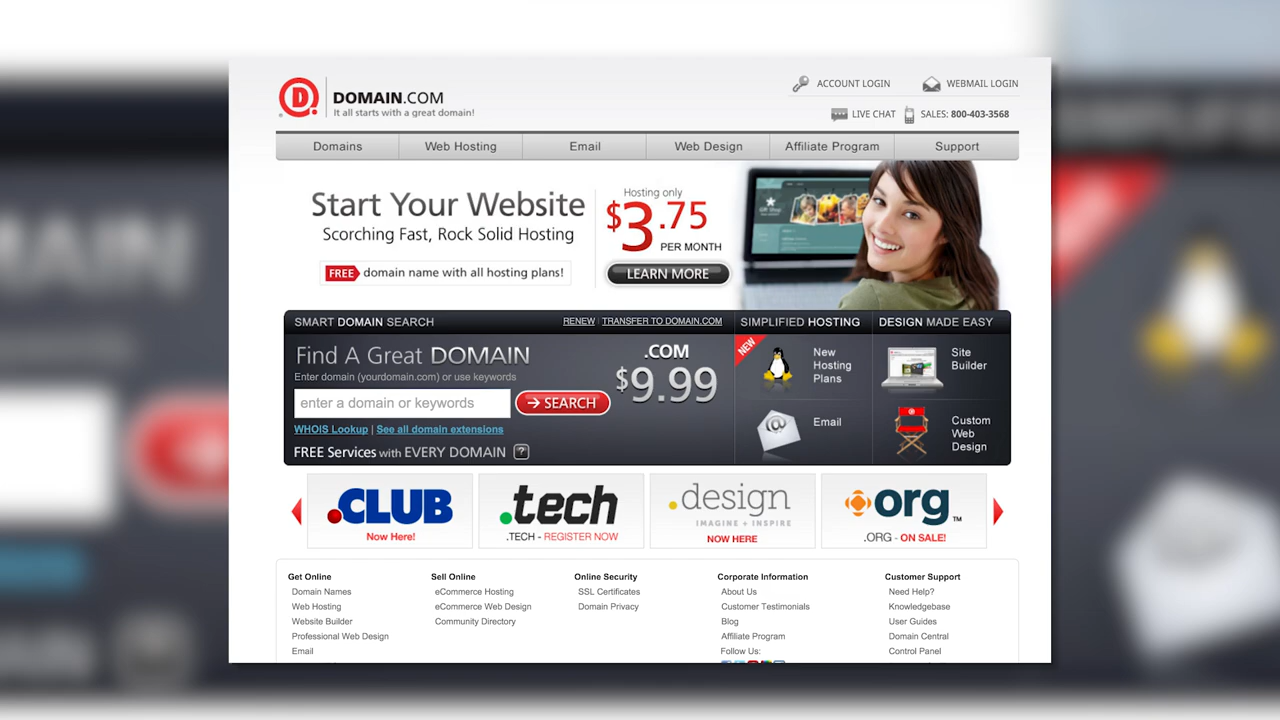 DOMAIN.COM
It all starts with a great domain!
ACCOUNT LOGIN
WEBMAIL LOGIN
LIVE CHAT
SALES: 800-403-3568
Domains
Web Hosting
Email
Web Design
Affiliate Program
Support
Start Your Website
Scorching Fast, Rock Solid Hosting
FREE domain name with all hosting plans!
Hosting only
$3.75
PER MONTH
LEARN MORE
SMART DOMAIN SEARCH
RENEW | TRANSFER TO DOMAIN.COM
SIMPLIFIED HOSTING
DESIGN MADE EASY
Find A Great DOMAIN
Enter domain (yourdomain.com) or use keywords
enter a domain or keywords
SEARCH
.COM
$9.99
WHOIS Lookup | See all domain extensions
FREE Services with EVERY DOMAIN ?
NEW
New
Hosting
Plans
Email
Site
Builder
Custom
Web
Design
.CLUB
Now Here!
.tech
.TECH - REGISTER NOW
.design
IMAGINE + INSPIRE
NOW HERE
.org ™
.ORG - ON SALE!
Get Online
Domain Names
Web Hosting
Website Builder
Professional Web Design
Email
Sell Online
eCommerce Hosting
eCommerce Web Design
Community Directory
Online Security
SSL Certificates
Domain Privacy
Corporate Information
About Us
Customer Testimonials
Blog
Affiliate Program
Follow Us:
Customer Support
Need Help?
Knowledgebase
User Guides
Domain Central
Control Panel